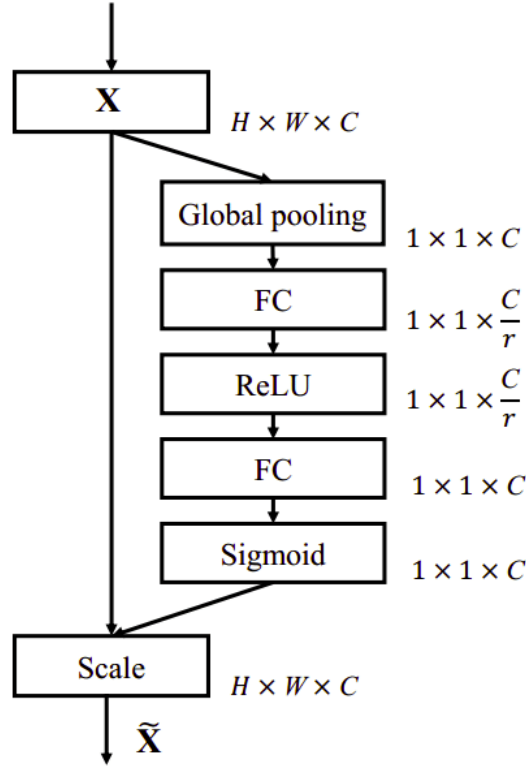 X
H × W × C
Global pooling
1 × 1 × C
FC
1 × 1 × C/r
ReLU
1 × 1 × C/r
FC
1 × 1 × C
Sigmoid
1 × 1 × C
Scale
H × W × C
X̃